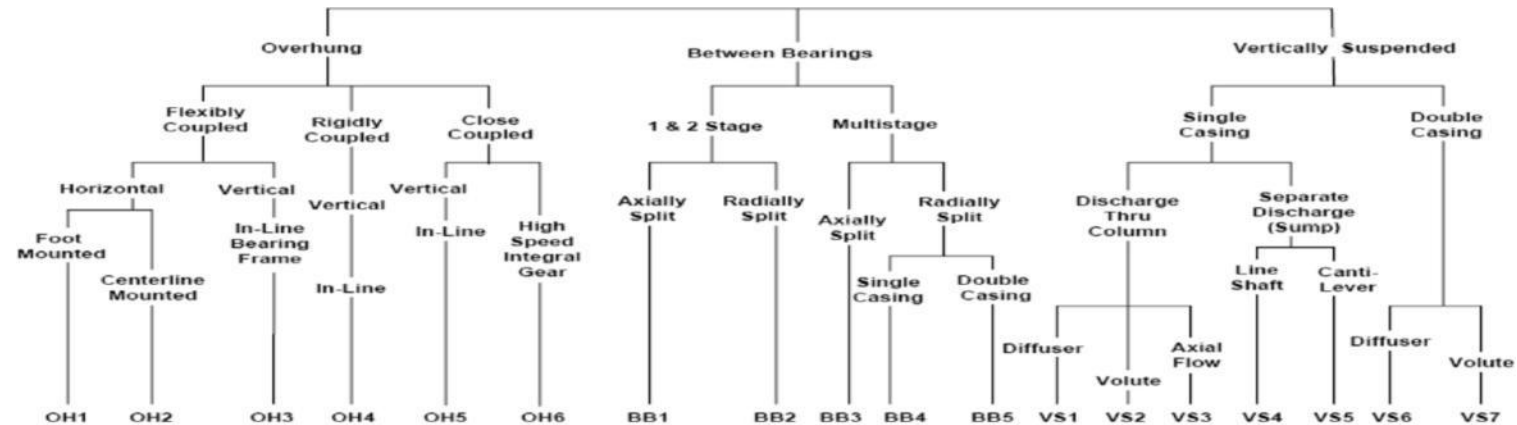 Overhung
Between Bearings
Vertically Suspended
Flexibly
Coupled
Rigidly
Coupled
Close
Coupled
1 & 2 Stage
Multistage
Single
Casing
Double
Casing
Horizontal
Vertical
Vertical
Vertical
Foot
Mounted
Centerline
Mounted
In-Line
Bearing
Frame
In-Line
In-Line
High
Speed
Integral
Gear
Axially
Split
Radially
Split
Axially
Split
Radially
Split
Single
Casing
Double
Casing
Discharge
Thru
Column
Separate
Discharge
(Sump)
Line
Shaft
Canti-
Lever
Diffuser
Volute
Axial
Flow
Diffuser
Volute
OH1 OH2 OH3 OH4 OH5 OH6 BB1 BB2 BB3 BB4 BB5 VS1 VS2 VS3 VS4 VS5 VS6 VS7